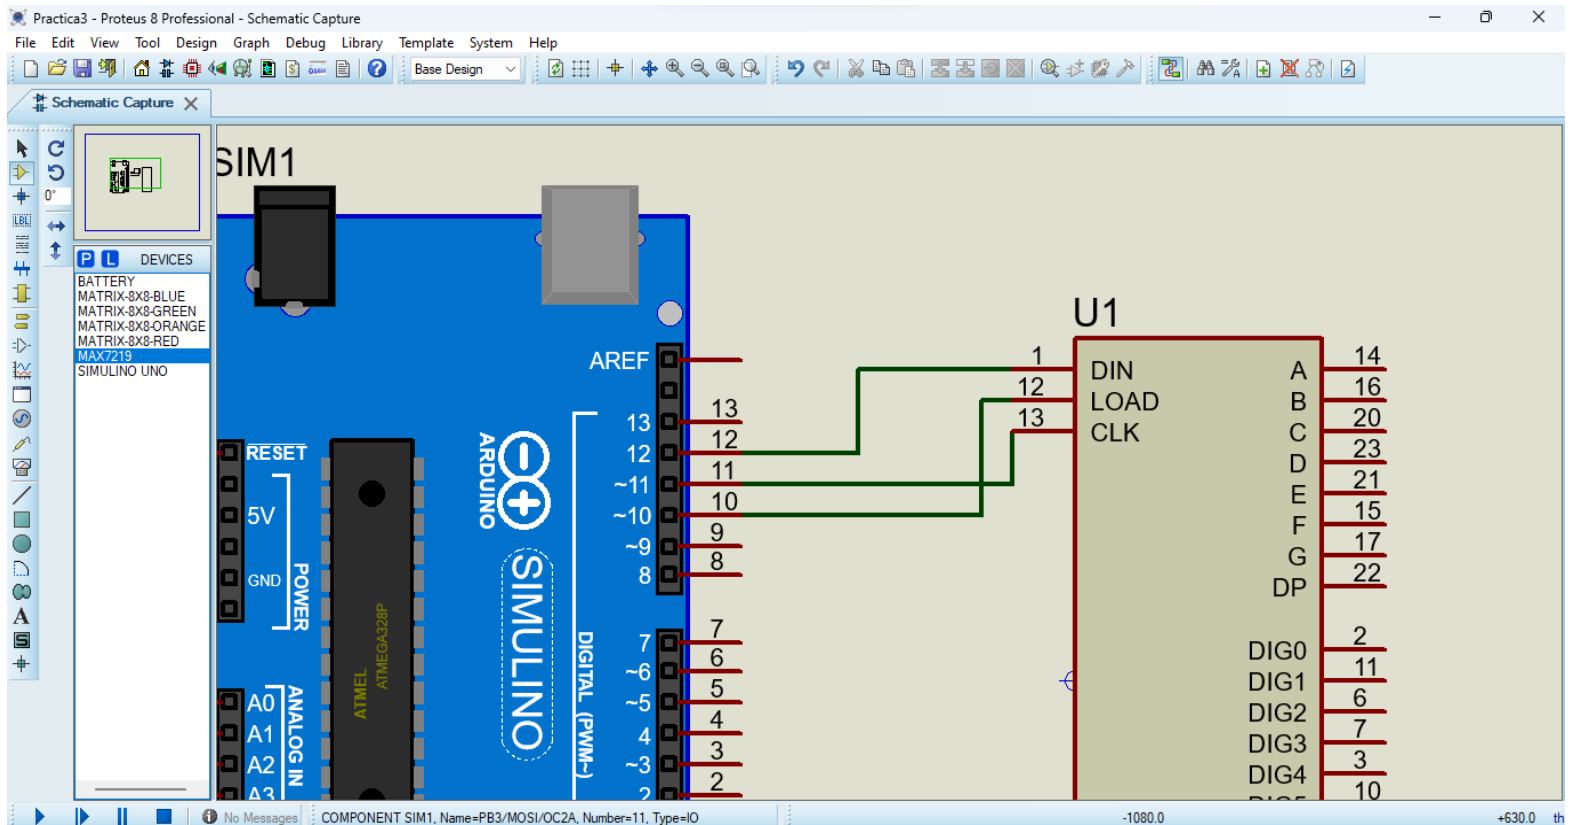 Practica3 - Proteus 8 Professional - Schematic Capture
File Edit View Tool Design Graph Debug Library Template System Help
Base Design
Schematic Capture
0°
LBL
P L DEVICES
BATTERY
MATRIX-8X8-BLUE
MATRIX-8X8-GREEN
MATRIX-8X8-ORANGE
MATRIX-8X8-RED
MAX7219
SIMULINO UNO
SIM1
AREF
13 13
12 12
~11 11
~10 10
~9 9
8 8
7 7
~6 6
~5 5
4 4
~3 3
2 2
RESET
5V
GND
POWER
A0
A1
A2
A3
ANALOG IN
ATMEL
ATMEGA328P
ARDUINO
SIMULINO
DIGITAL (PWM~)
U1
1 DIN
12 LOAD
13 CLK
A 14
B 16
C 20
D 23
E 21
F 15
G 17
DP 22
DIG0 2
DIG1 11
DIG2 6
DIG3 7
DIG4 3
DIG5 10
No Messages
COMPONENT SIM1, Name=PB3/MOSI/OC2A, Number=11, Type=IO
-1080.0
+630.0 th